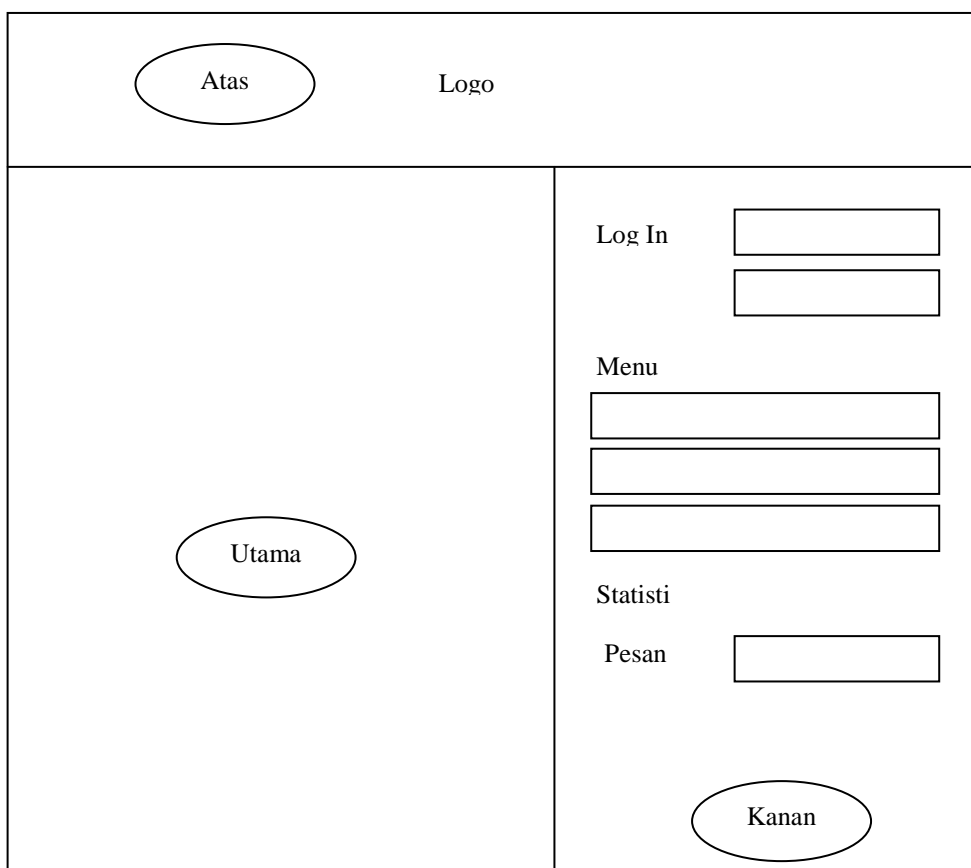 Atas
Logo
Log In
Menu
Utama
Statisti
Pesan
Kanan